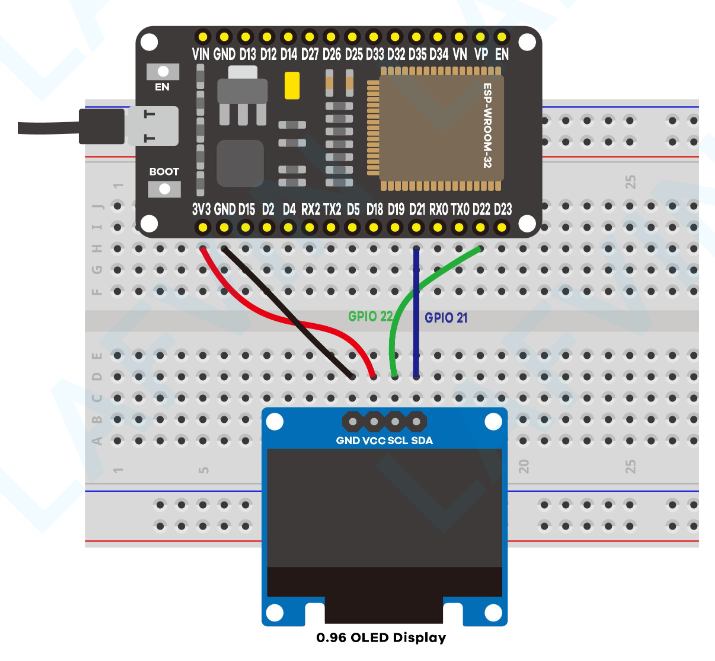 VIN GND D13 D12 D14 D27 D26 D25 D33 D32 D35 D34 VN VP EN
EN
ESP-WROOM-32
T
T
BOOT
3V3 GND D15 D2 D4 RX2 TX2 D5 D18 D19 D21 RX0 TX0 D22 D23
1 25
J
I
H
G
F
GPIO 22 GPIO 21
E
D
C
B
A
GND VCC SCL SDA
1 5 20 25
0.96 OLED Display